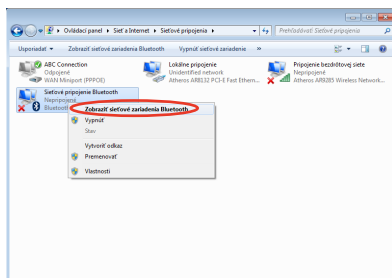 Ovládací panel ▸ Sieť a Internet ▸ Sieťové pripojenia ▸
Prehľadávať: Sieťové pripojenia
Usporiadať
Zobraziť sieťové zariadenia Bluetooth
Vypnúť sieťové zariadenie
»
ABC Connection
Odpojené
WAN Miniport (PPPOE)
Lokálne pripojenie
Unidentified network
Atheros AR8132 PCI-E Fast Ethern...
Pripojenie bezdrôtovej siete
Nepripojené
Atheros AR9285 Wireless Network...
Sieťové pripojenie Bluetooth
Nepripojené
Bluetooth
Zobraziť sieťové zariadenia Bluetooth
Vypnúť
Stav
Vytvoriť odkaz
Premenovať
Vlastnosti